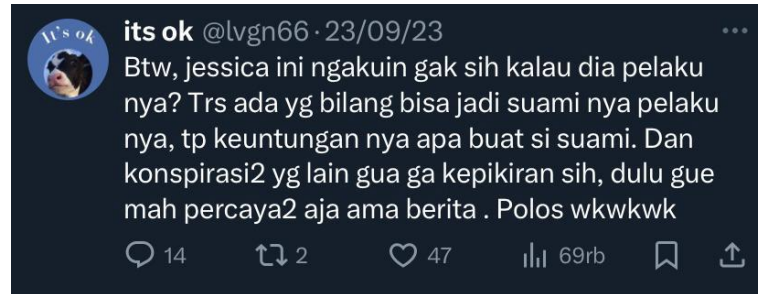 It's ok
its ok @lvgn66 · 23/09/23
Btw, jessica ini ngakuin gak sih kalau dia pelaku
nya? Trs ada yg bilang bisa jadi suami nya pelaku
nya, tp keuntungan nya apa buat si suami. Dan
konspirasi2 yg lain gua ga kepikiran sih, dulu gue
mah percaya2 aja ama berita . Polos wkwkwk
14 2 47 69rb